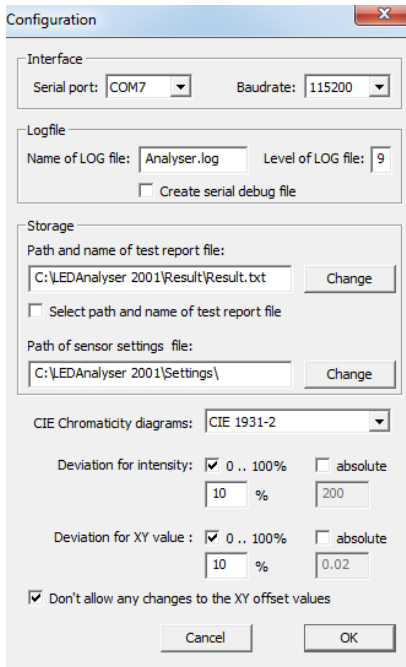 Configuration
x
Interface
Serial port: COM7 Baudrate: 115200
Logfile
Name of LOG file: Analyser.log Level of LOG file: 9
Create serial debug file
Storage
Path and name of test report file:
C:\LEDAnalyser 2001\Result\Result.txt Change
Select path and name of test report file
Path of sensor settings file:
C:\LEDAnalyser 2001\Settings\ Change
CIE Chromaticity diagrams: CIE 1931-2
Deviation for intensity: 0 .. 100% absolute
10 % 200
Deviation for XY value : 0 .. 100% absolute
10 % 0.02
Don't allow any changes to the XY offset values
Cancel OK